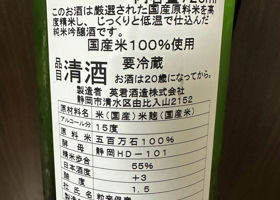 このお酒は厳選された国産原料米を高
度精米し、じっくりと低温で仕込んだ
純米吟醸酒です。
国産米100%使用
品目 清酒 要冷蔵
お酒は20歳になってから。
製造者 英君酒造株式会社
静岡市清水区由比入山2152
原材料名 米(国産)米麹(国産)
アルコール分 15度
原料米 五百万石100%
酵母 静岡HD-101
精米歩合 55%
日本酒度 +3
酸度 1.5
杜氏名